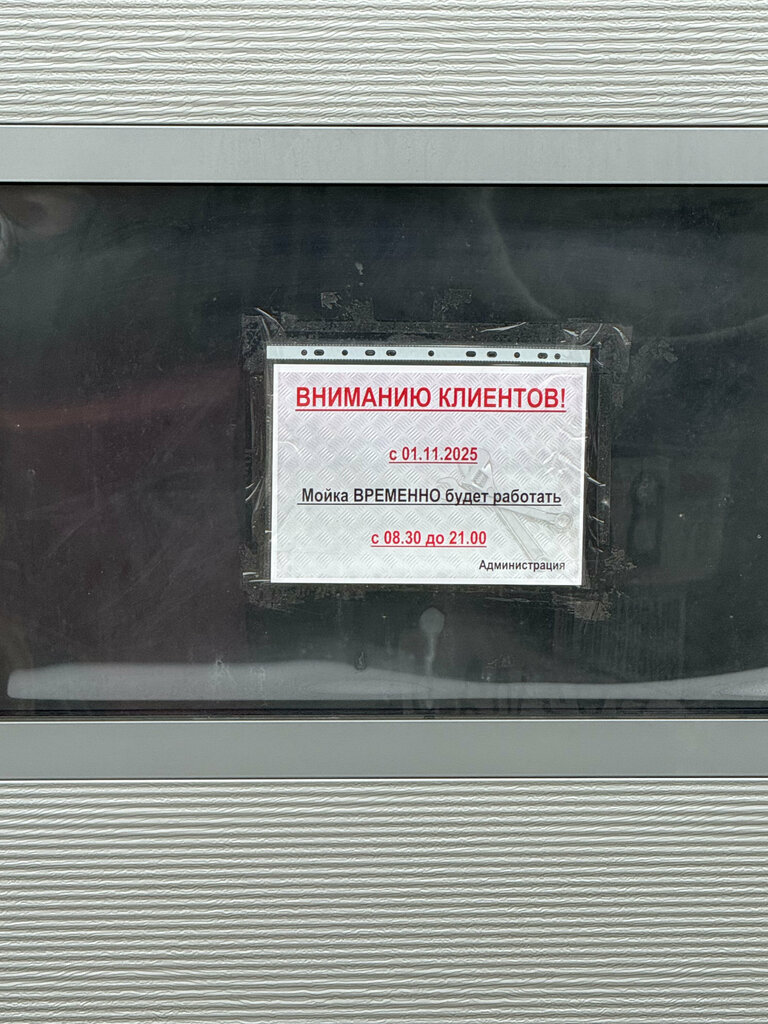 ВНИМАНИЮ КЛИЕНТОВ!
с 01.11.2025
Мойка ВРЕМЕННО будет работать
с 08.30 до 21.00
Администрация